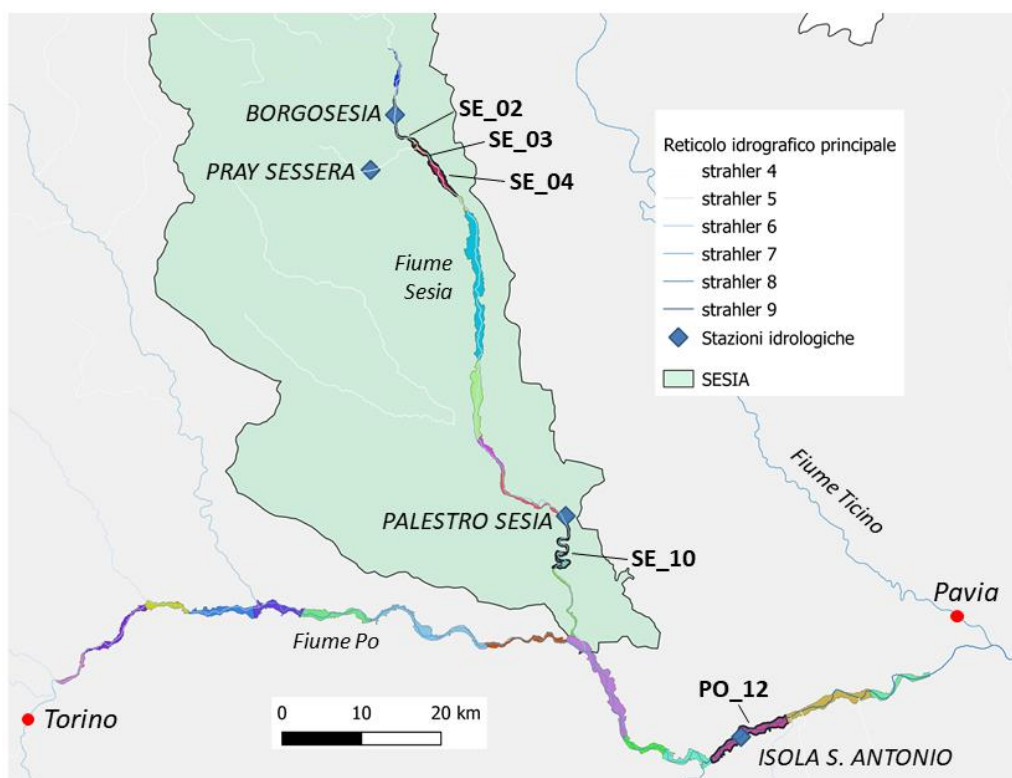 BORGOSESIA
SE_02
SE_03
PRAY SESSERA
SE_04
Fiume
Sesia
Reticolo idrografico principale
strahler 4
strahler 5
strahler 6
strahler 7
strahler 8
strahler 9
Stazioni idrologiche
SESIA
Fiume Ticino
PALESTRO SESIA
SE_10
Pavia
Fiume Po
PO_12
Torino
0 10 20 km
ISOLA S. ANTONIO